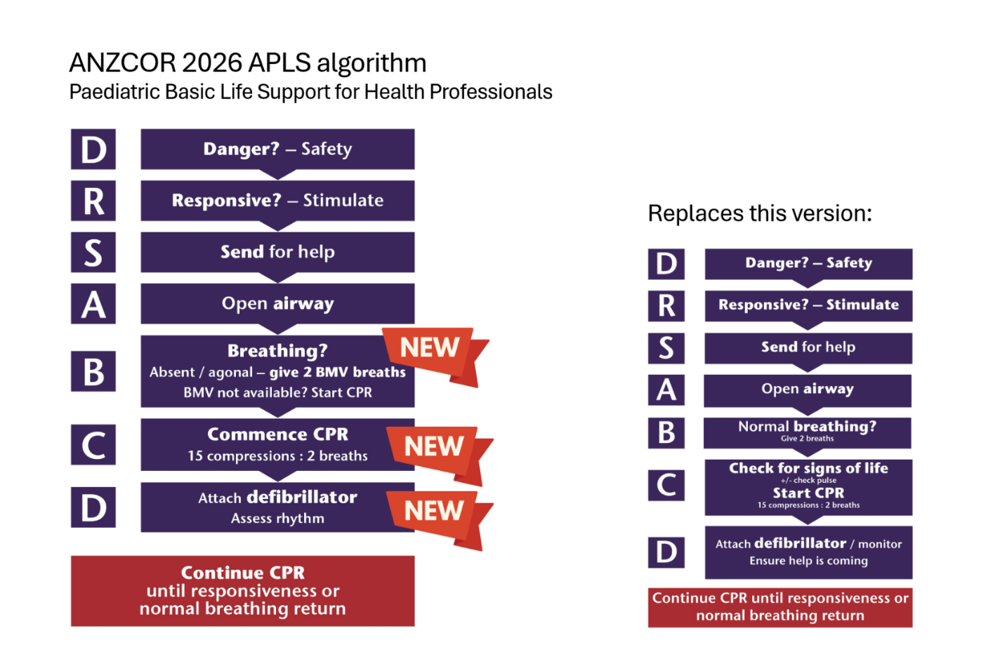 ANZCOR 2026 APLS algorithm
Paediatric Basic Life Support for Health Professionals
D
Danger? – Safety
R
Responsive? – Stimulate
S
Send for help
A
Open airway
B
Breathing?
Absent / agonal – give 2 BMV breaths
BMV not available? Start CPR
NEW
C
Commence CPR
15 compressions : 2 breaths
NEW
D
Attach defibrillator
Assess rhythm
NEW
Continue CPR
until responsiveness or
normal breathing return
Replaces this version:
D
Danger? – Safety
R
Responsive? – Stimulate
S
Send for help
A
Open airway
B
Normal breathing?
Give 2 breaths
C
Check for signs of life
+/- check pulse
Start CPR
15 compressions : 2 breaths
D
Attach defibrillator / monitor
Ensure help is coming
Continue CPR until responsiveness or
normal breathing return